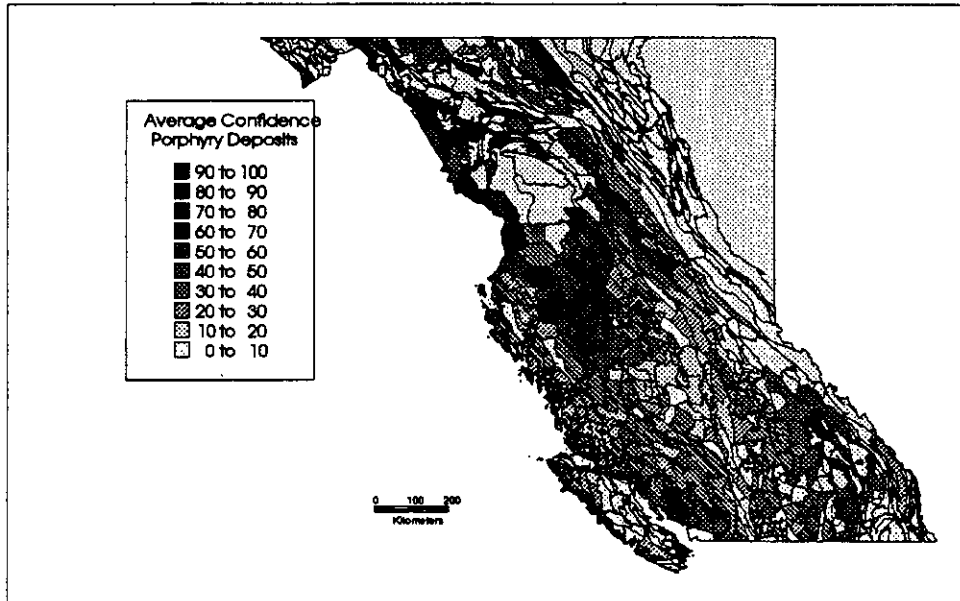 Average Confidence
Porphyry Deposits
90 to 100
80 to 90
70 to 80
60 to 70
50 to 60
40 to 50
30 to 40
20 to 30
10 to 20
0 to 10
0 100 200
Kilometers